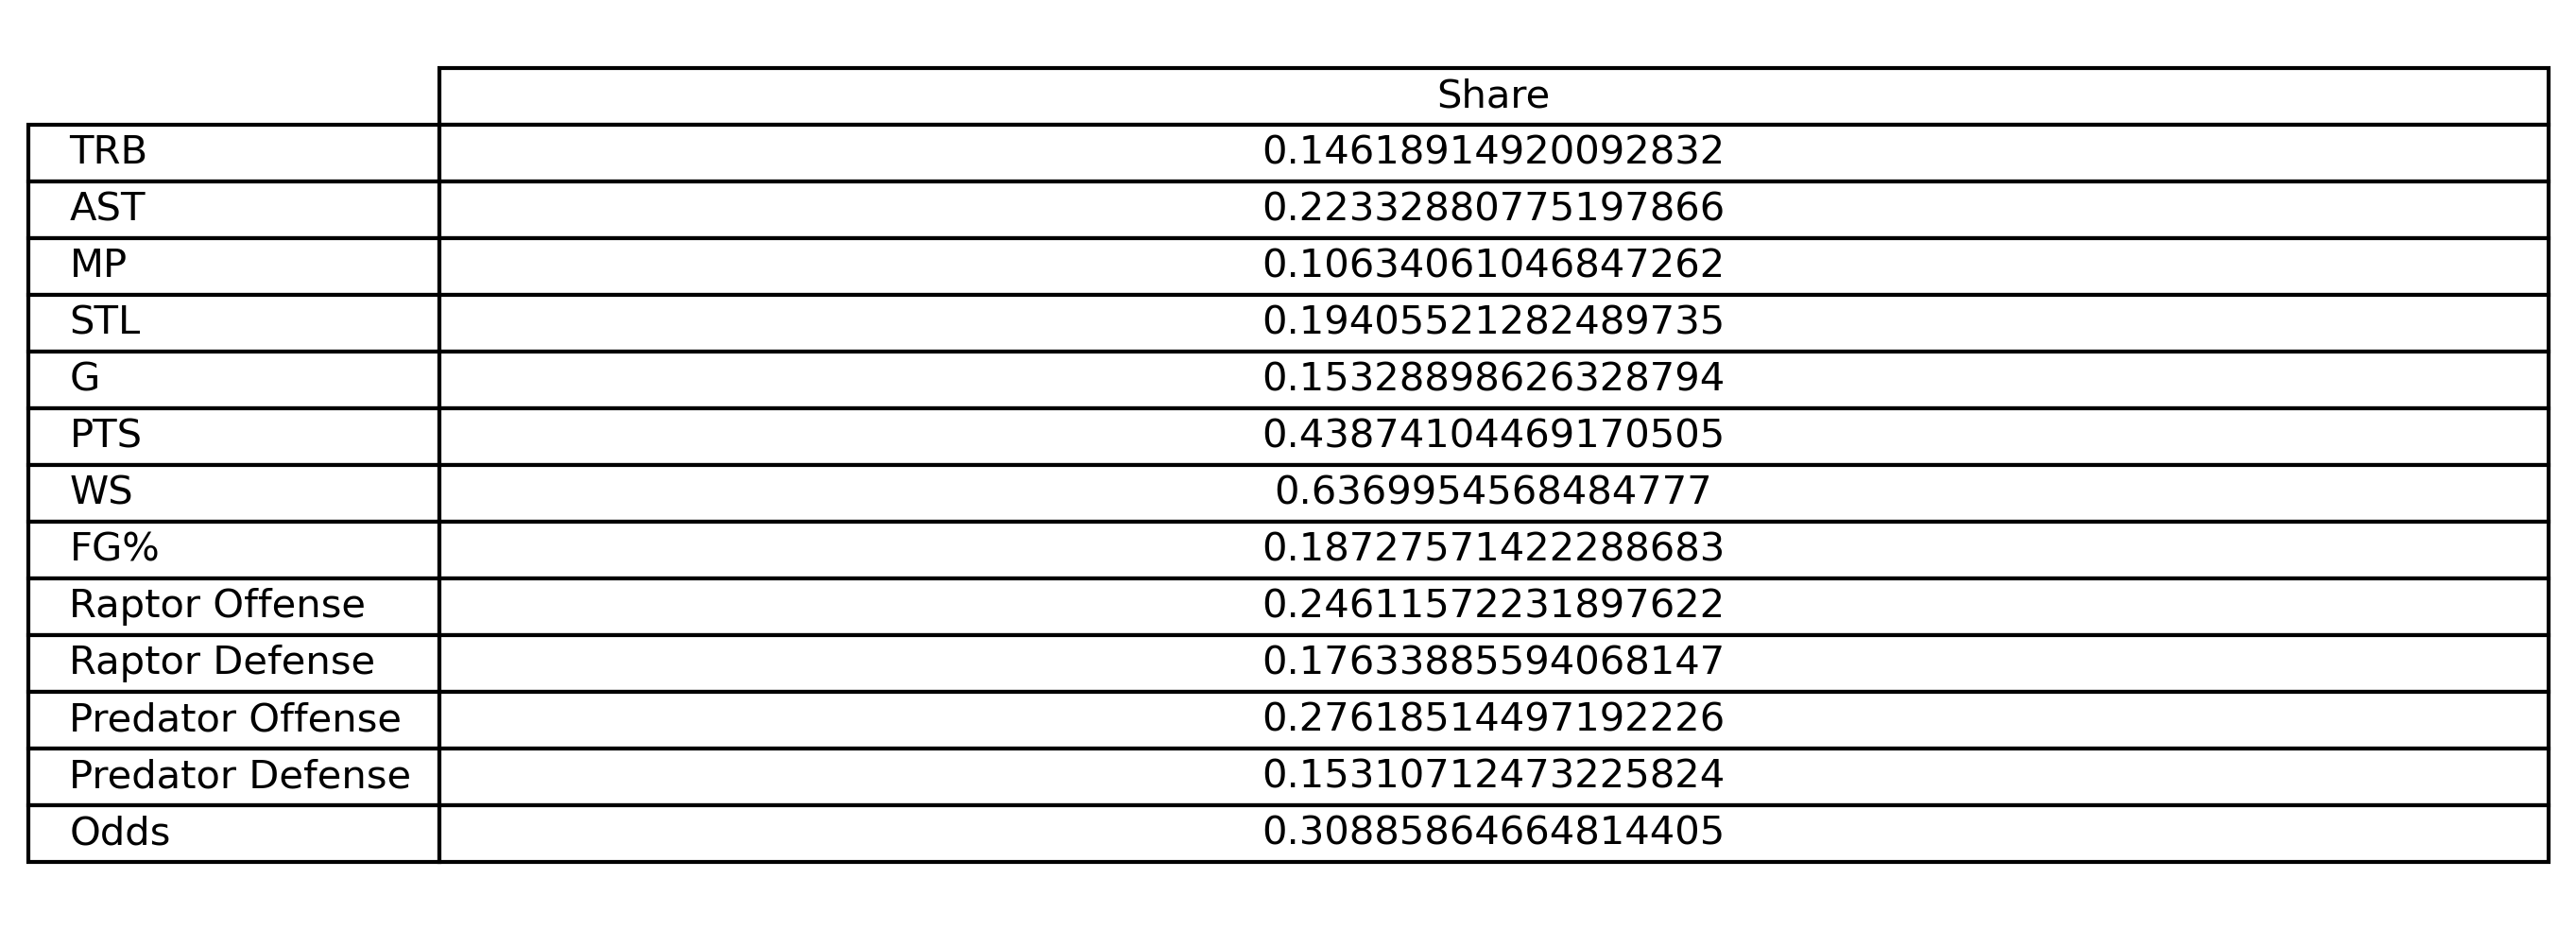 Share
TRB 0.14618914920092832
AST 0.22332880775197866
MP 0.10634061046847262
STL 0.19405521282489735
G 0.15328898626328794
PTS 0.43874104469170505
WS 0.6369954568484777
FG% 0.18727571422288683
Raptor Offense 0.24611572231897622
Raptor Defense 0.17633885594068147
Predator Offense 0.27618514497192226
Predator Defense 0.15310712473225824
Odds 0.30885864664814405